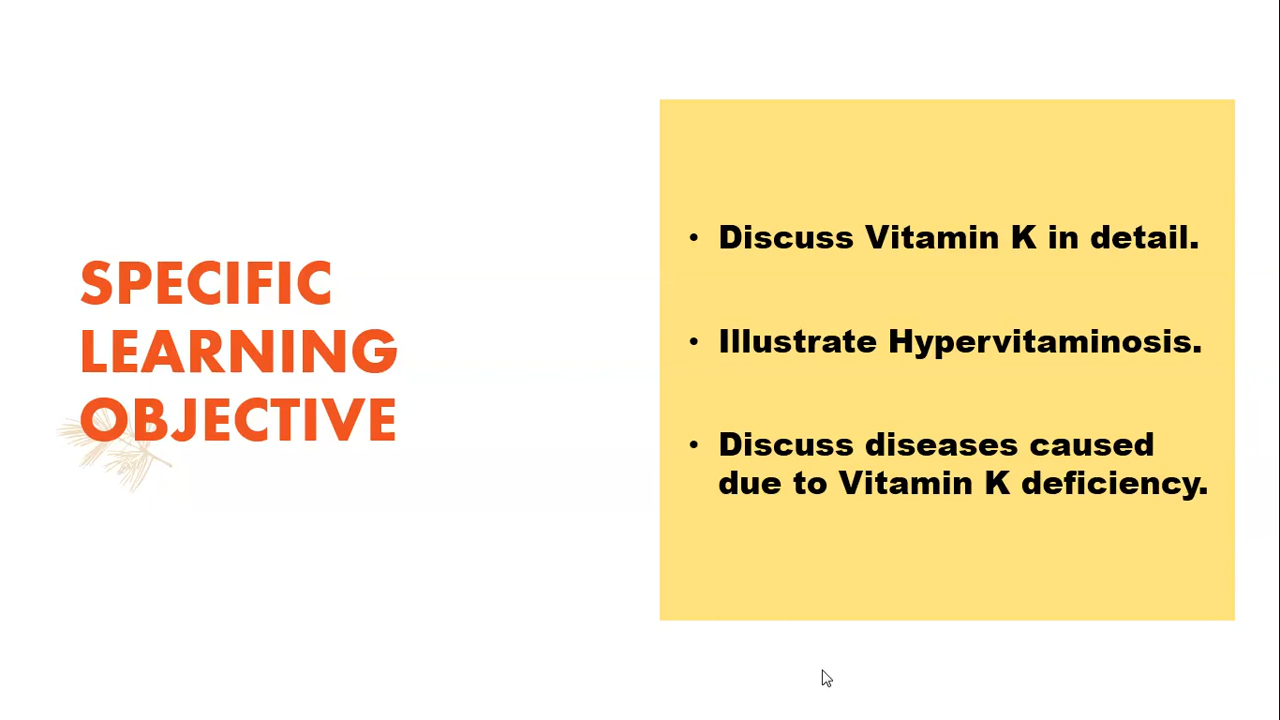 SPECIFIC
LEARNING
OBJECTIVE
• Discuss Vitamin K in detail.
• Illustrate Hypervitaminosis.
• Discuss diseases caused
due to Vitamin K deficiency.